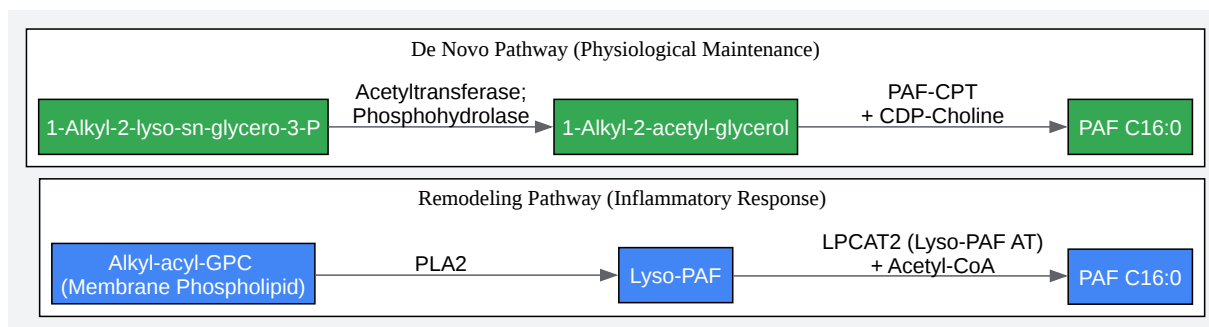 De Novo Pathway (Physiological Maintenance)
Acetyltransferase;
Phosphohydrolase
PAF-CPT
+ CDP-Choline
1-Alkyl-2-lyso-sn-glycero-3-P
1-Alkyl-2-acetyl-glycerol
PAF C16:0
Remodeling Pathway (Inflammatory Response)
Alkyl-acyl-GPC
(Membrane Phospholipid)
PLA2
Lyso-PAF
LPCAT2 (Lyso-PAF AT)
+ Acetyl-CoA
PAF C16:0